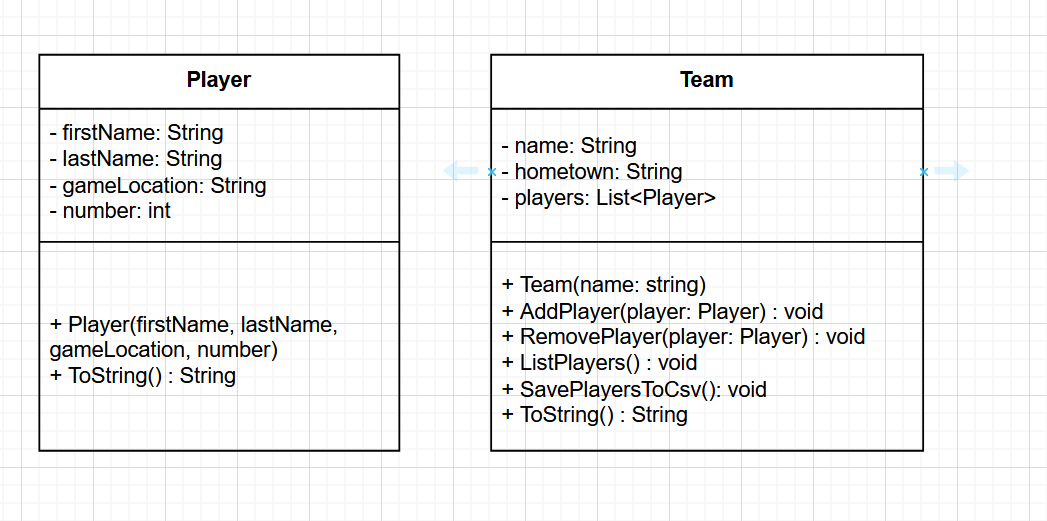 Player
- firstName: String
- lastName: String
- gameLocation: String
- number: int
+ Player(firstName, lastName,
gameLocation, number)
+ ToString() : String
Team
- name: String
- hometown: String
- players: List<Player>
+ Team(name: string)
+ AddPlayer(player: Player) : void
+ RemovePlayer(player: Player) : void
+ ListPlayers() : void
+ SavePlayersToCsv(): void
+ ToString() : String